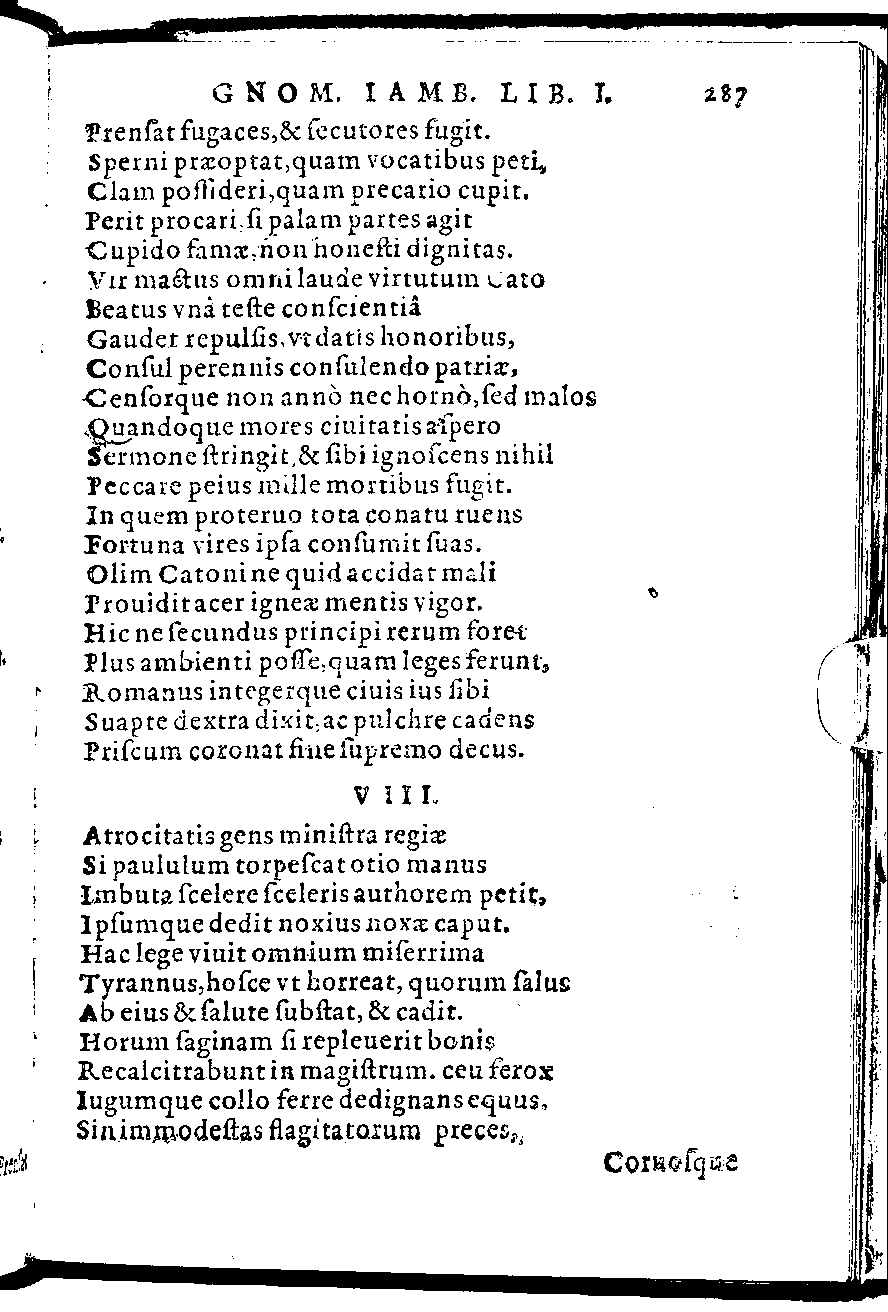 GNOM. IAMB. LIB. I. 287
Prenſat fugaces, & ſecutores fugit.
Sperni præoptat, quam vocatibus peti,
Clam poſſideri, quam precario cupit.
Perit procari, ſi palam partes agit
Cupido famæ, non honeſti dignitas.
Vir mactus omni laude virtutum Cato
Beatus vnâ teſte conſcientiâ
Gaudet repulſis, vt datis honoribus,
Conſul perennis conſulendo patriæ,
Cenſorque non annò nec hornò, ſed malos
Quandoque mores ciuitatis aſpero
Sermone ſtringit, & ſibi ignoſcens nihil
Peccare peius mille mortibus fugit.
In quem proteruo tota conatu ruens
Fortuna vires ipſa conſumit ſuas.
Olim Catoni ne quid accidat mali
Prouidit acer igneæ mentis vigor.
Hic ne ſecundus principi rerum foret
Plus ambienti poſſe, quam leges ferunt,
Romanus integerque ciuis ius ſibi
Suapte dextra dixit, ac pulchre cadens
Priſcum coronat fine ſupremo decus.
VIII.
Atrocitatis gens miniſtra regiæ
Si paululum torpeſcat otio manus
Imbuta ſcelere ſceleris authorem petit,
Ipſumque dedit noxius noxæ caput.
Hac lege viuit omnium miſerrima
Tyrannus, hoſce vt horreat, quorum ſalus
Ab eius & ſalute ſubſtat, & cadit.
Horum ſaginam ſi repleuerit bonis
Recalcitrabunt in magiſtrum. ceu ferox
Iugumque collo ferre dedignans equus,
Sin immodeſtas flagitatorum preces,
Coruoſque